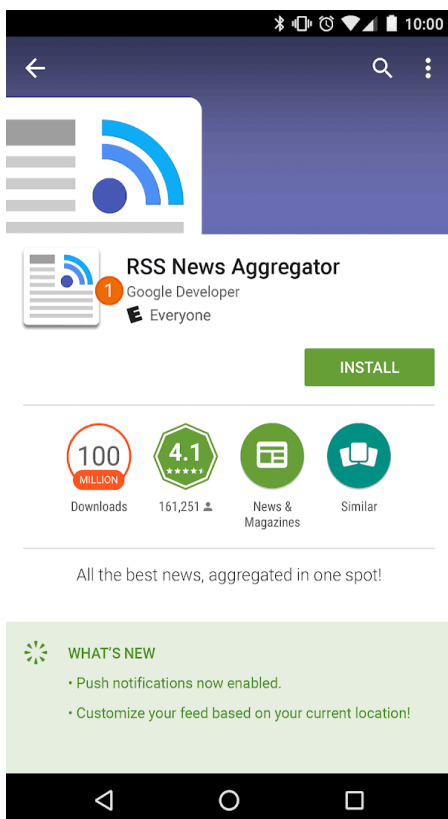 10:00
RSS News Aggregator
1
Google Developer
E Everyone
INSTALL
100
MILLION
4.1
Downloads
161,251
News &
Magazines
Similar
All the best news, aggregated in one spot!
WHAT'S NEW
• Push notifications now enabled.
• Customize your feed based on your current location!